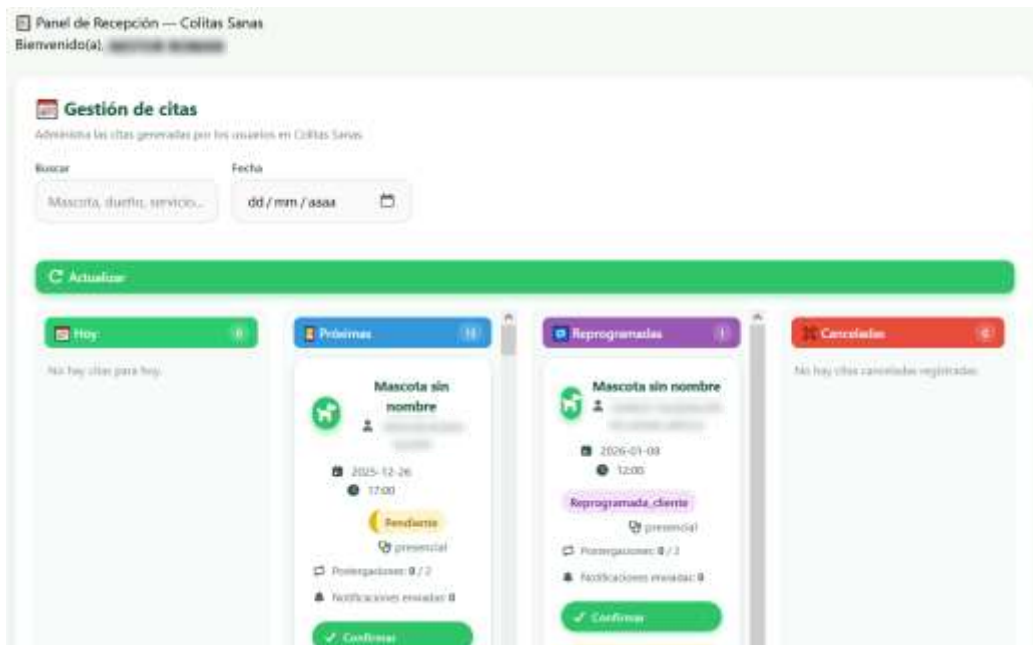 Panel de Recepción — Colitas Sanas
Bienvenido(a),
Gestión de citas
Administra las citas generadas por los usuarios en Colitas Sanas.
Buscar
Fecha
Mascota, dueño, servicio...
dd / mm / aaaa
Actualizar
Hoy
0
No hay citas para hoy.
Próximas
Mascota sin
nombre
2025-12-26
17:00
Pendiente
presencial
Postergaciones: 0 / 2
Notificaciones enviadas: 0
Confirmar
Reprogramadas
1
Mascota sin nombre
2026-01-08
12:00
Reprogramada_cliente
presencial
Postergaciones: 0 / 2
Notificaciones enviadas: 0
Confirmar
Canceladas
0
No hay citas canceladas registradas.